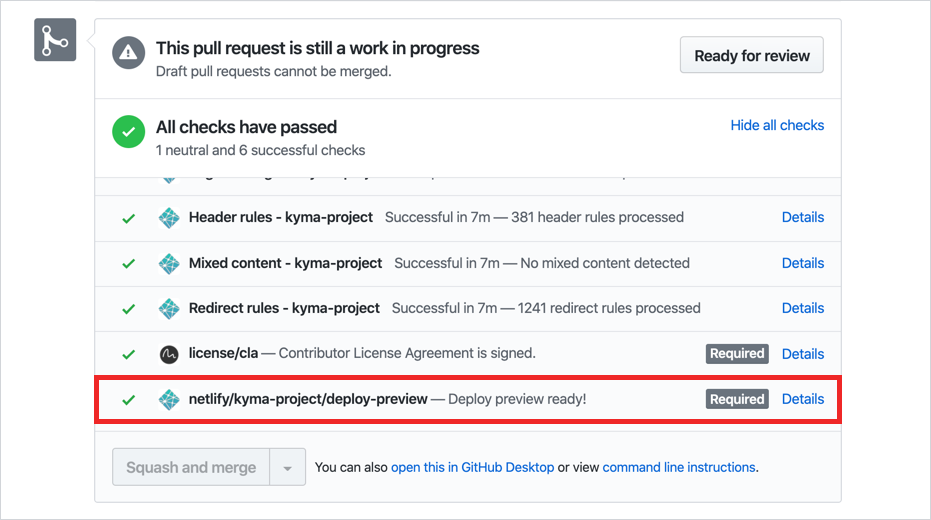 This pull request is still a work in progress
Draft pull requests cannot be merged.
Ready for review
All checks have passed
1 neutral and 6 successful checks
Hide all checks
Header rules - kyma-project Successful in 7m — 381 header rules processed Details
Mixed content - kyma-project Successful in 7m — No mixed content detected Details
Redirect rules - kyma-project Successful in 7m — 1241 redirect rules processed Details
license/cla — Contributor License Agreement is signed. Required Details
netlify/kyma-project/deploy-preview — Deploy preview ready! Required Details
Squash and merge You can also open this in GitHub Desktop or view command line instructions.